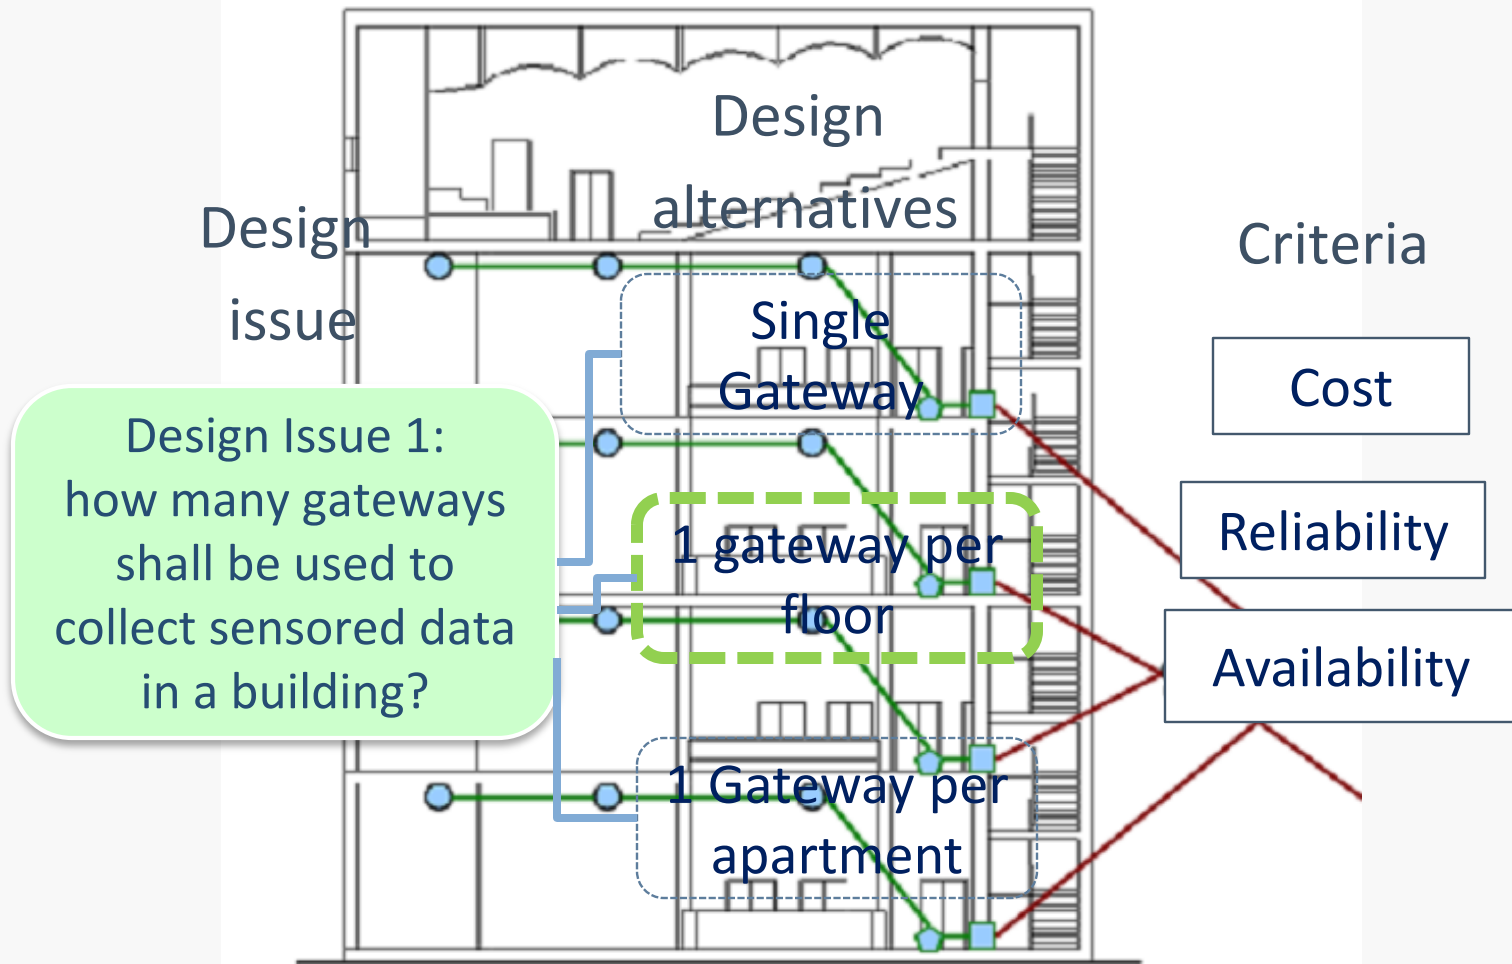 Design
issue
Design
alternatives
Criteria
Design Issue 1:
how many gateways
shall be used to
collect sensored data
in a building?
Single
Gateway
1 gateway per
floor
1 Gateway per
apartment
Cost
Reliability
Availability